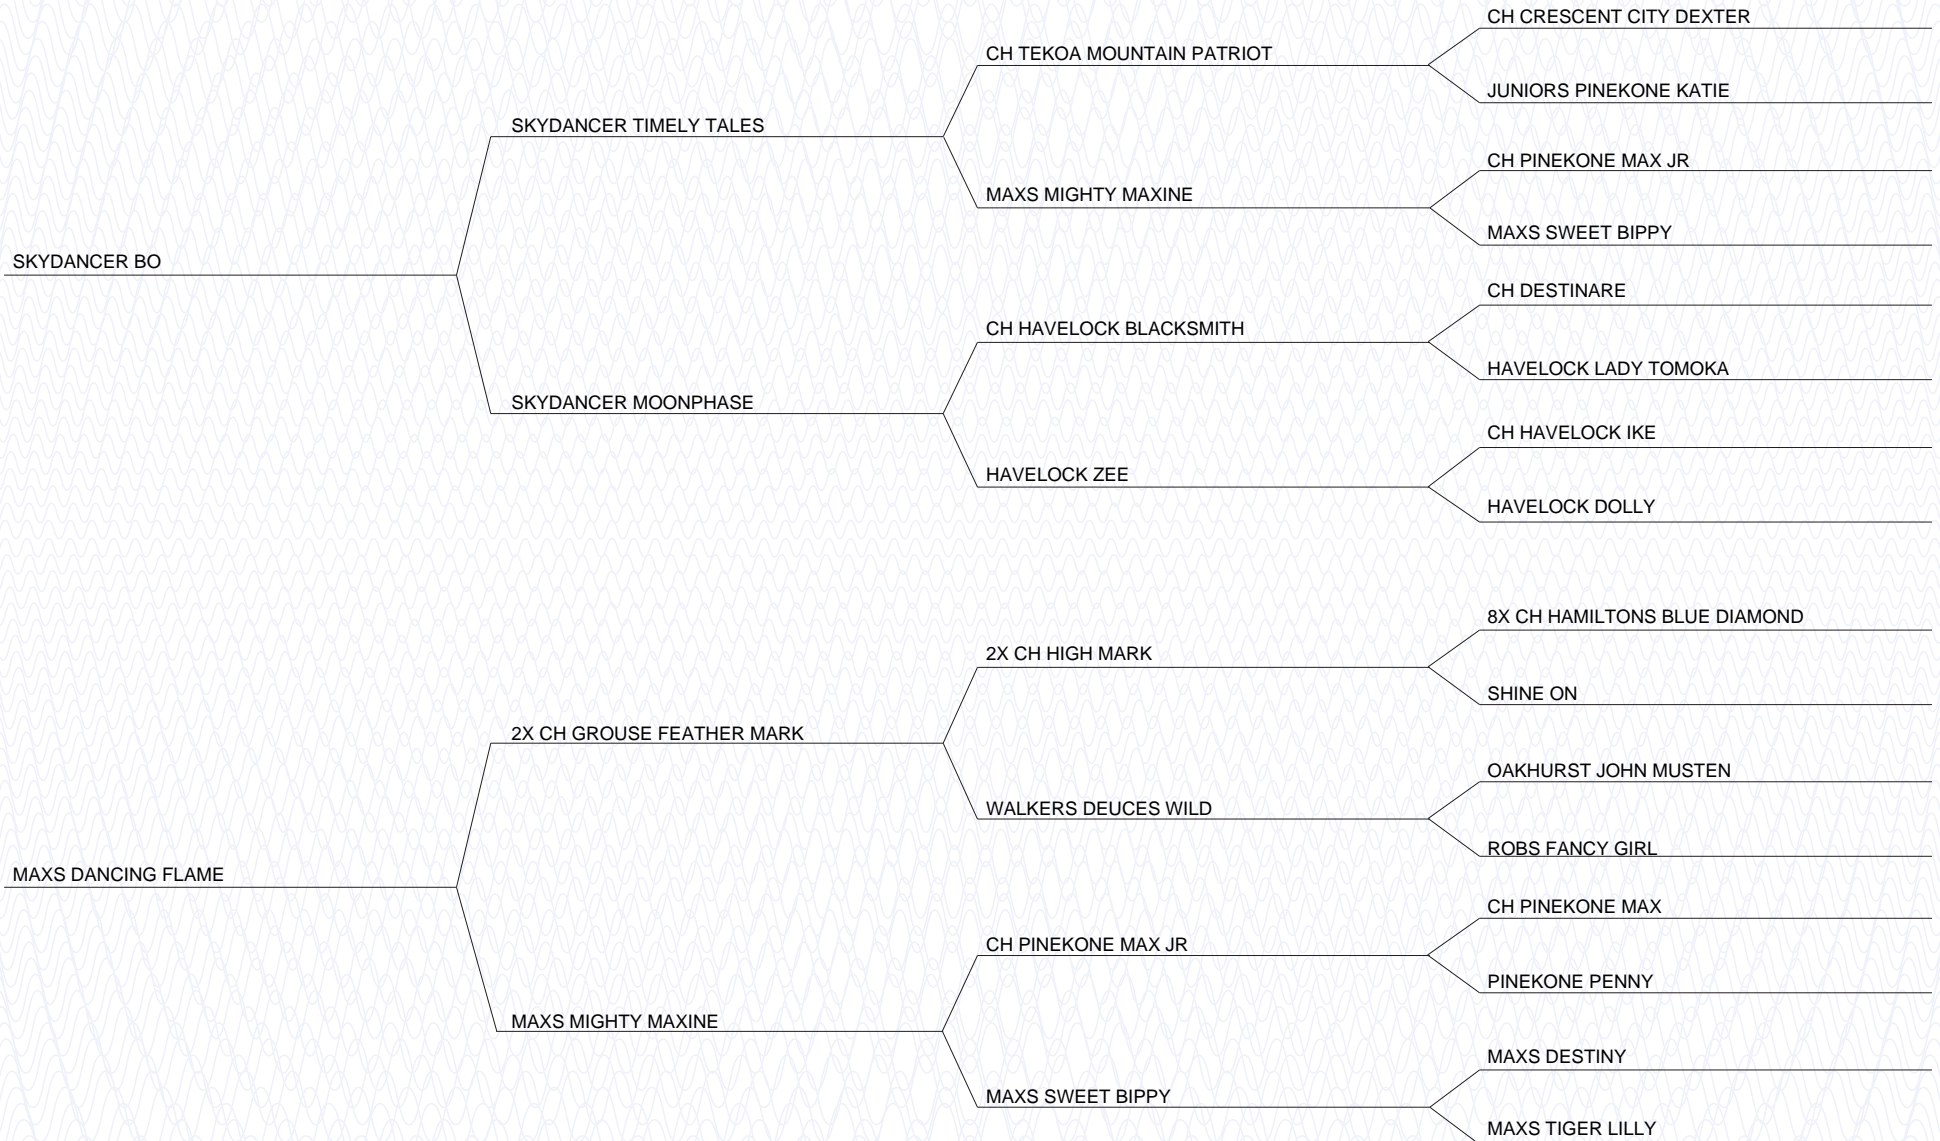 CH CRESCENT CITY DEXTER
CH TEKOA MOUNTAIN PATRIOT
JUNIORS PINEKONE KATIE
SKYDANCER TIMELY TALES
CH PINEKONE MAX JR
MAXS MIGHTY MAXINE
MAXS SWEET BIPPY
SKYDANCER BO
CH DESTINARE
CH HAVELOCK BLACKSMITH
HAVELOCK LADY TOMOKA
SKYDANCER MOONPHASE
CH HAVELOCK IKE
HAVELOCK ZEE
HAVELOCK DOLLY
8X CH HAMILTONS BLUE DIAMOND
2X CH HIGH MARK
SHINE ON
2X CH GROUSE FEATHER MARK
OAKHURST JOHN MUSTEN
WALKERS DEUCES WILD
ROBS FANCY GIRL
MAXS DANCING FLAME
CH PINEKONE MAX
CH PINEKONE MAX JR
PINEKONE PENNY
MAXS MIGHTY MAXINE
MAXS DESTINY
MAXS SWEET BIPPY
MAXS TIGER LILLY